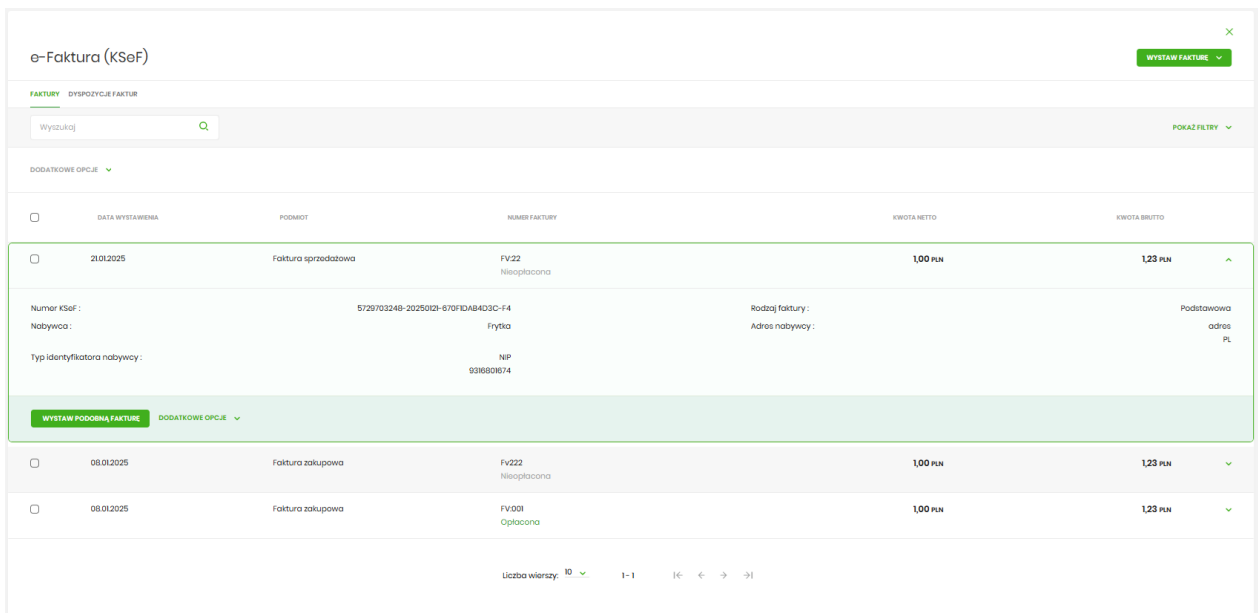 e-Faktura (KSeF)
WYSTAW FAKTURĘ
FAKTURY DYSPOZYCJE FAKTUR
Wyszukaj
POKAŻ FILTRY
DODATKOWE OPCJE
DATA WYSTAWIENIA PODMIOT NUMER FAKTURY KWOTA NETTO KWOTA BRUTTO
21.01.2025 Faktura sprzedażowa FV:22 1,00 PLN 1,23 PLN
Nieopłacona
Numer KSeF : 5729703248-20250121-670F1DAB4D3C-F4 Rodzaj faktury : Podstawowa
Nabywca : Frytka Adres nabywcy : adres
PL
Typ identyfikatora nabywcy : NIP
9316801674
WYSTAW PODOBNĄ FAKTURĘ DODATKOWE OPCJE
08.01.2025 Faktura zakupowa Fv222 1,00 PLN 1,23 PLN
Nieopłacona
08.01.2025 Faktura zakupowa FV:001 1,00 PLN 1,23 PLN
Opłacona
Liczba wierszy: 10 1 - 1